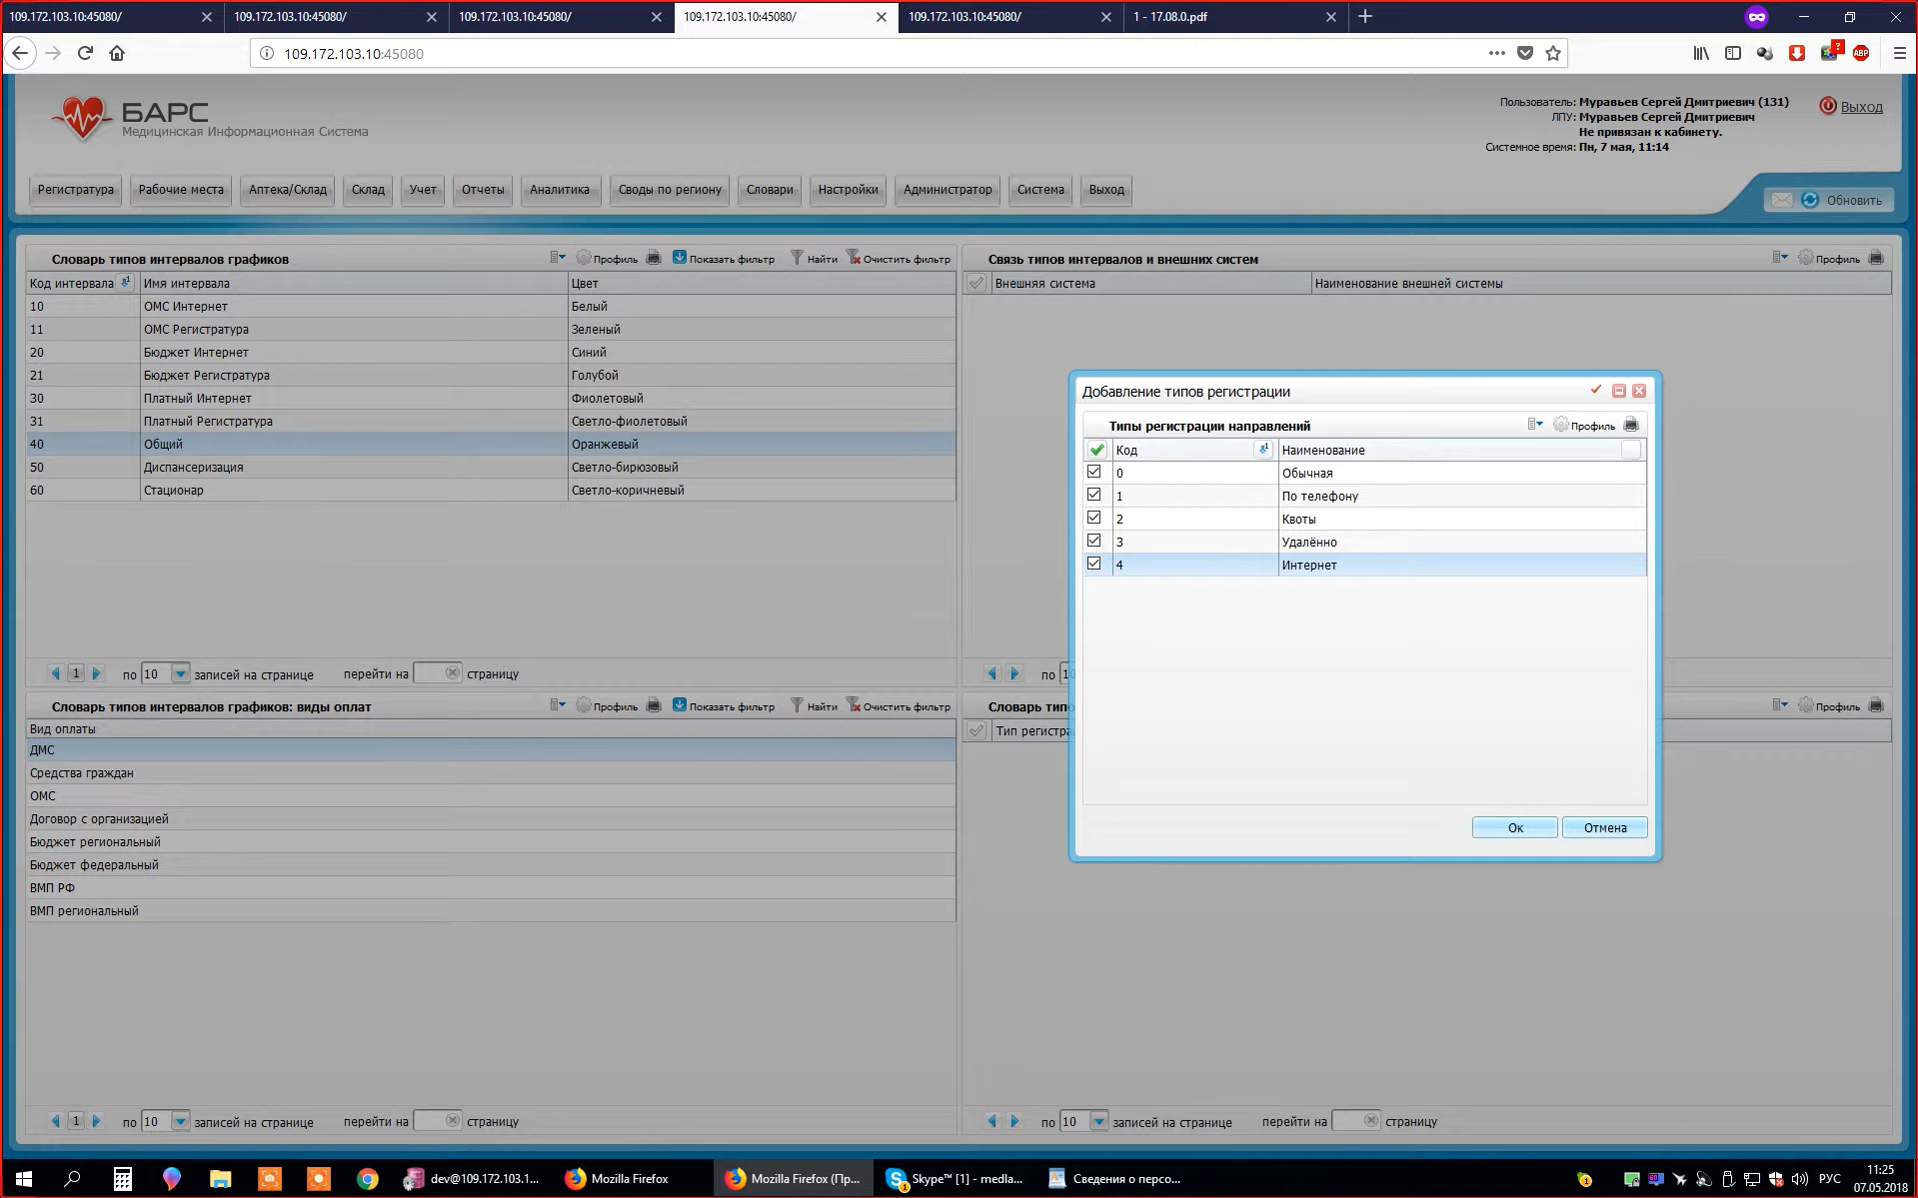 109.172.103.10:45080/
109.172.103.10:45080/
109.172.103.10:45080/
109.172.103.10:45080/
109.172.103.10:45080/
1 - 17.08.0.pdf
109.172.103.10:45080
ABP
БАРС
Медицинская Информационная Система
Пользователь: Муравьев Сергей Дмитриевич (131)
ЛПУ: Муравьев Сергей Дмитриевич
Не привязан к кабинету.
Системное время: Пн, 7 мая, 11:14
Выход
Регистратура
Рабочие места
Аптека/Склад
Склад
Учет
Отчеты
Аналитика
Своды по региону
Словари
Настройки
Администратор
Система
Выход
Обновить
Словарь типов интервалов графиков
Профиль
Показать фильтр
Найти
Очистить фильтр
Код интервала Имя интервала Цвет
10 ОМС Интернет Белый
11 ОМС Регистратура Зеленый
20 Бюджет Интернет Синий
21 Бюджет Регистратура Голубой
30 Платный Интернет Фиолетовый
31 Платный Регистратура Светло-фиолетовый
40 Общий Оранжевый
50 Диспансеризация Светло-бирюзовый
60 Стационар Светло-коричневый
1 по 10 записей на странице перейти на страницу
Связь типов интервалов и внешних систем
Профиль
Внешняя система Наименование внешней системы
по 10
Добавление типов регистрации
Типы регистрации направлений
Профиль
Код Наименование
0 Обычная
1 По телефону
2 Квоты
3 Удалённо
4 Интернет
Ок
Отмена
Словарь типов интервалов графиков: виды оплат
Профиль
Показать фильтр
Найти
Очистить фильтр
Вид оплаты
ДМС
Средства граждан
ОМС
Договор с организацией
Бюджет региональный
Бюджет федеральный
ВМП РФ
ВМП региональный
1 по 10 записей на странице перейти на страницу
Словарь типо
Профиль
Тип регистра
по 10 записей на странице перейти на страницу
dev@109.172.103.1...
Mozilla Firefox
Mozilla Firefox (Пр...
Skype™ [1] - medla...
Сведения о персо...
РУС
11:25
07.05.2018